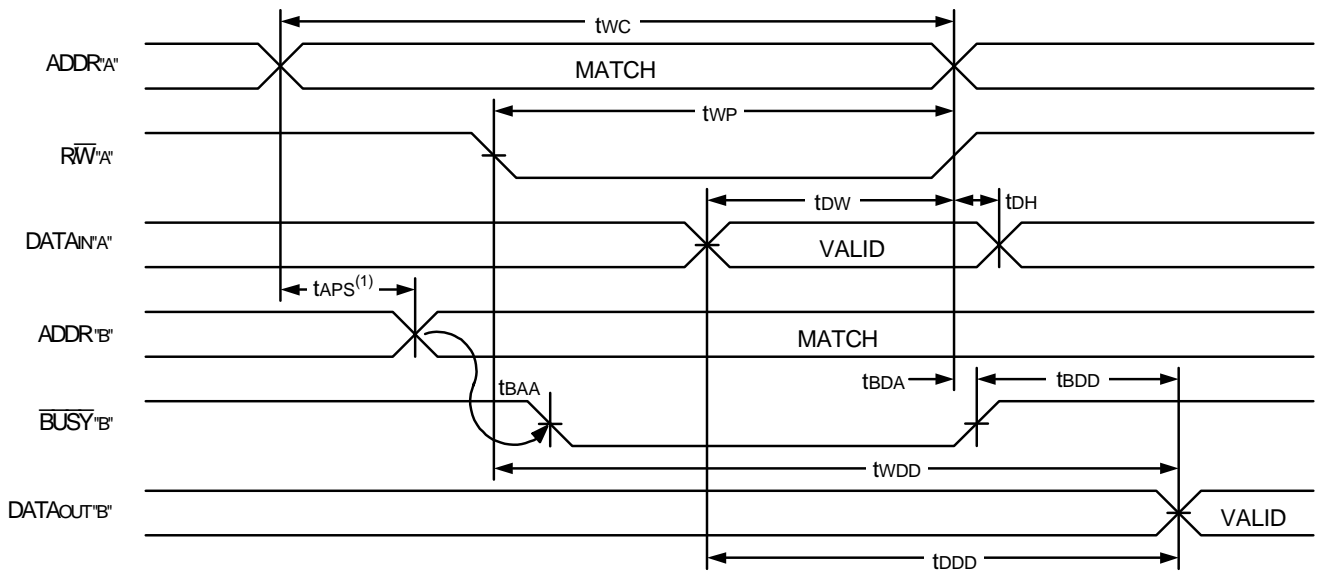 tWC
ADDR"A"
MATCH
tWP
R/W"A"
tDW
tDH
DATAIN"A"
VALID
tAPS(1)
ADDR"B"
MATCH
tBAA
tBDA
tBDD
BUSY"B"
tWDD
DATAOUT"B"
VALID
tDDD